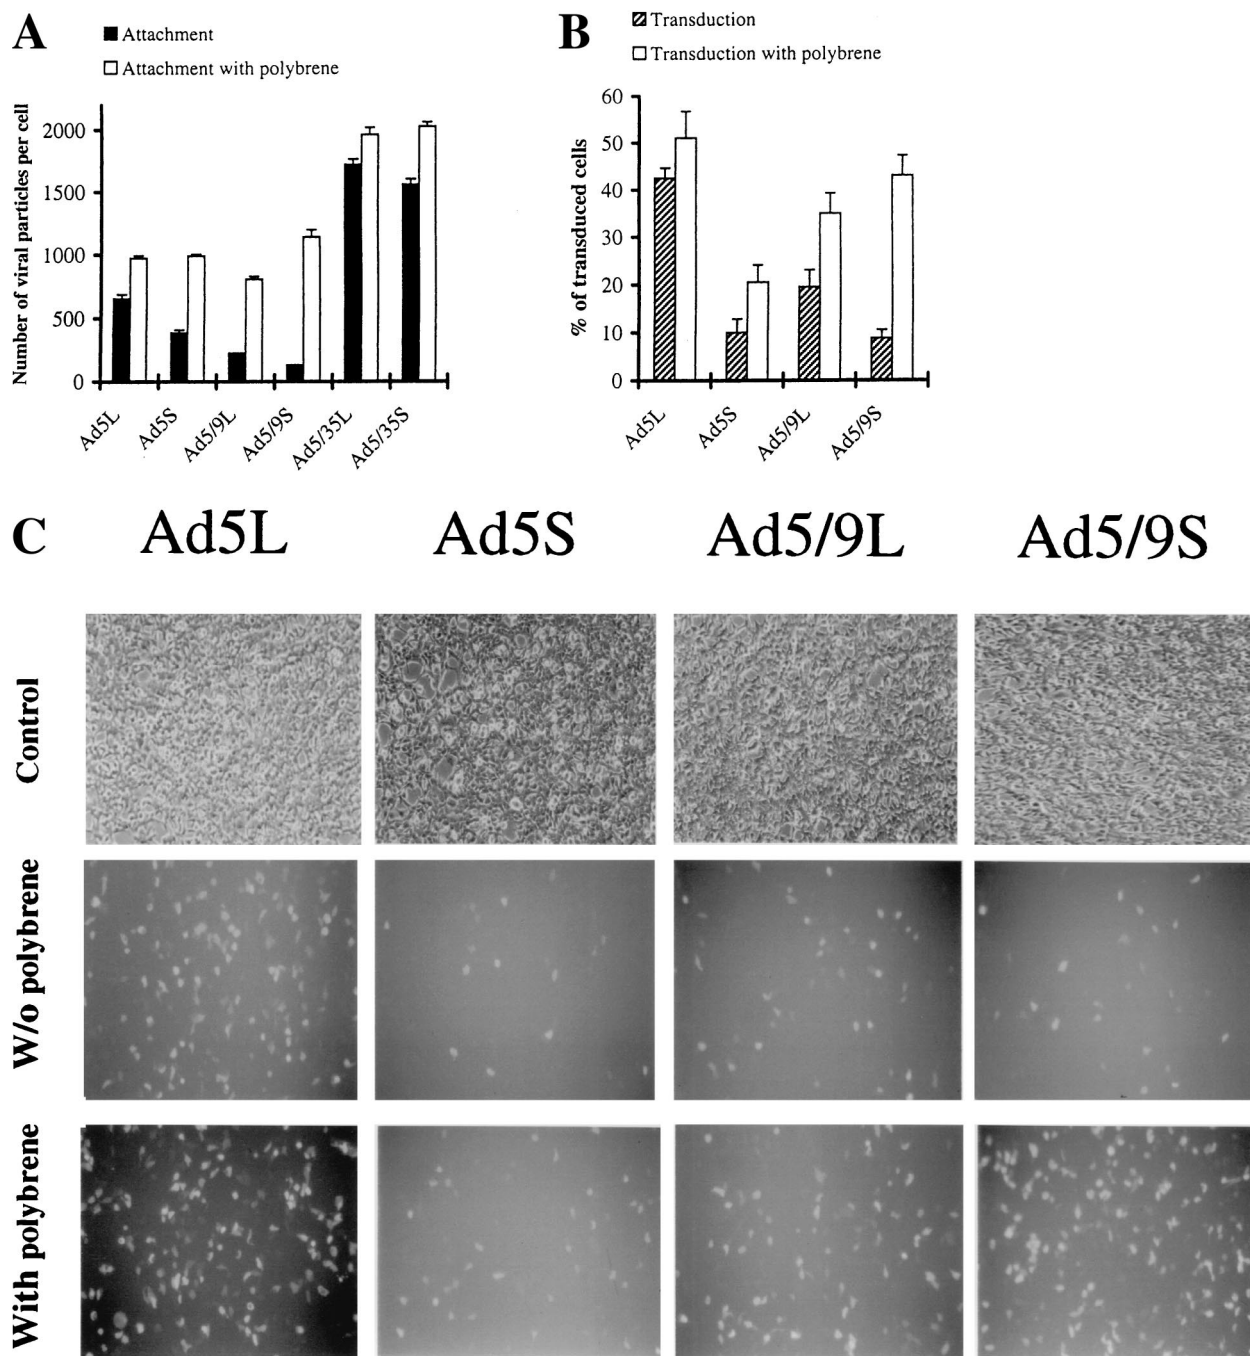 A
Attachment
Attachment with polybrene
Number of viral particles per cell
2000
1500
1000
500
0
Ad5L
Ad5S
Ad5/9L
Ad5/9S
Ad5/35L
Ad5/35S
B
Transduction
Transduction with polybrene
% of transduced cells
60
50
40
30
20
10
0
Ad5L
Ad5S
Ad5/9L
Ad5/9S
C
Ad5L
Ad5S
Ad5/9L
Ad5/9S
Control
W/o polybrene
With polybrene